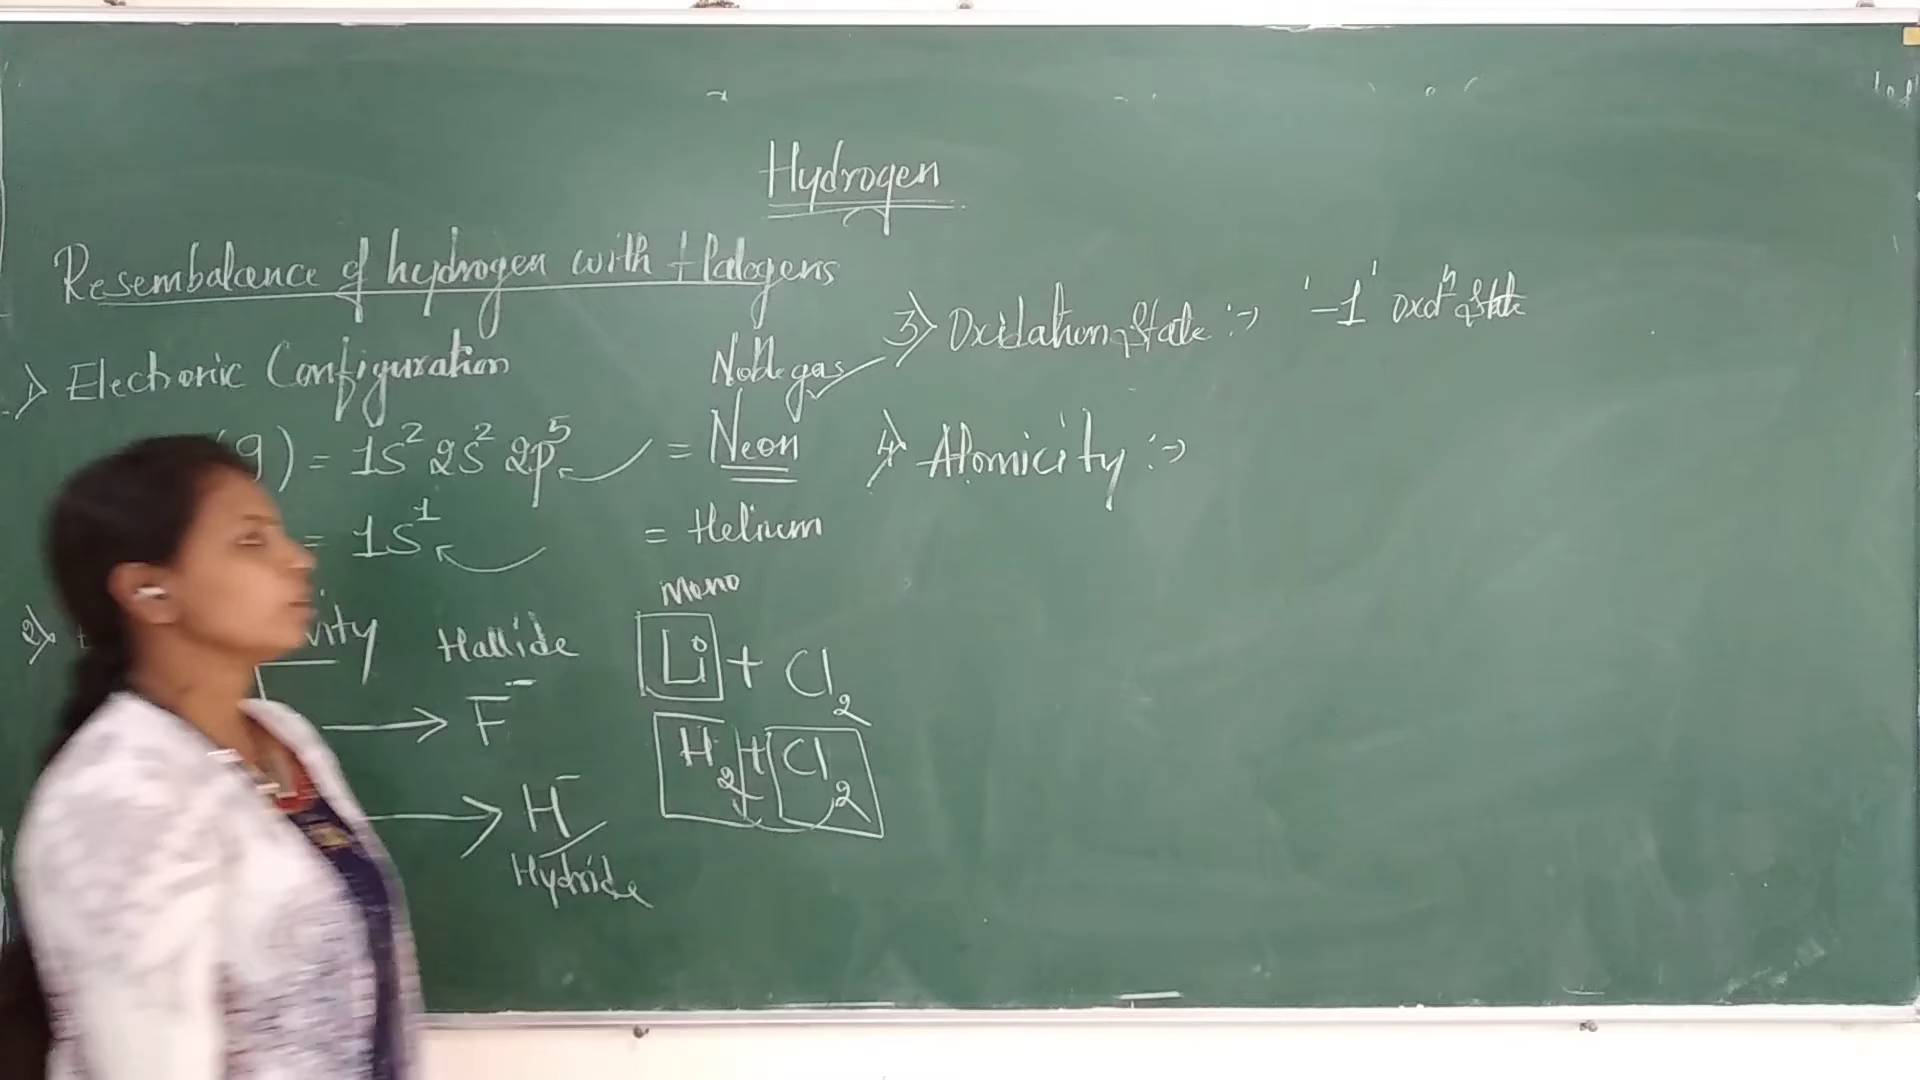 Hydrogen
Resembalance of hydrogen with Halogens
1) Electronic Configuration
9) = 1s² 2s² 2p⁵ = Neon
Noble gas
= 1s¹ = Helium
2) vity
Hallide
F⁻
H⁻
Hydride
Mono
Li + Cl₂
H₂ + Cl₂
3) Oxidation State :→ '-1' oxdⁿ State
4) Atomicity :→